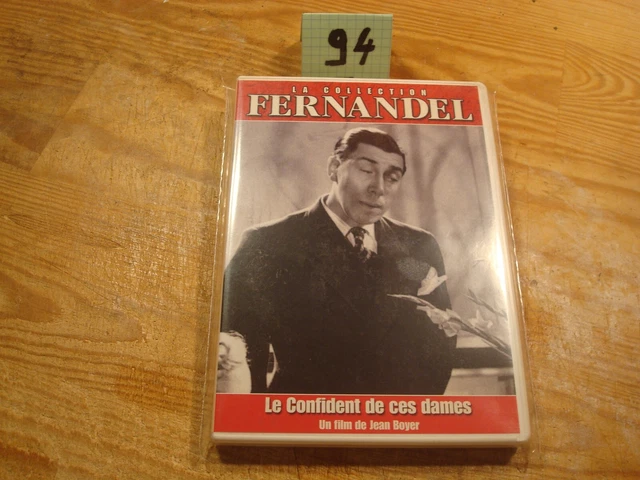 94
LA COLLECTION
FERNANDEL
Le Confident de ces dames
Un film de Jean Boyer